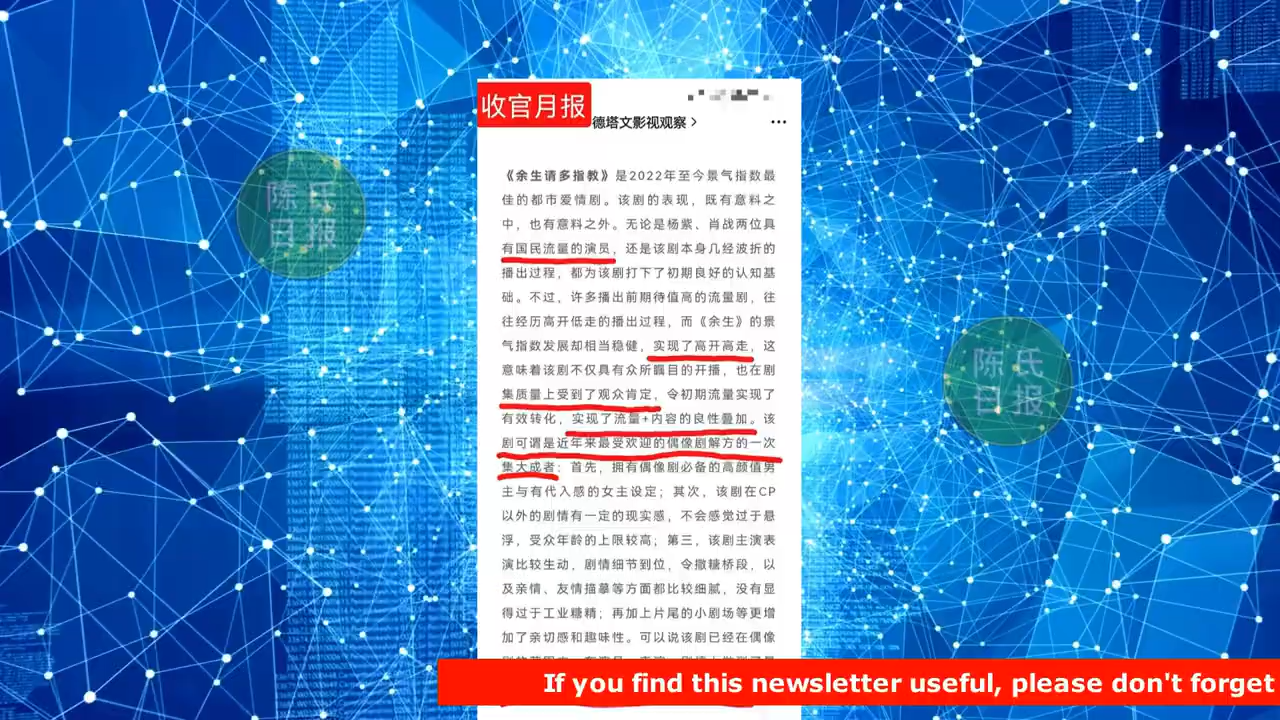 收官月报
德塔文影视观察
《余生请多指教》是2022年至今景气指数最
佳的都市爱情剧。该剧的表现，既有意料之
中，也有意料之外。无论是杨紫、肖战两位具
有国民流量的演员，还是该剧本身几经波折的
播出过程，都为该剧打下了初期良好的认知基
础。不过，许多播出前期待值高的流量剧，往
往经历高开低走的播出过程，而《余生》的景
气指数发展却相当稳健，实现了高开高走，这
意味着该剧不仅具有众所瞩目的开播，也在剧
集质量上受到了观众肯定，令初期流量实现了
有效转化，实现了流量+内容的良性叠加。该
剧可谓是近年来最受欢迎的偶像剧解方的一次
集大成者：首先，拥有偶像剧必备的高颜值男
主与有代入感的女主设定；其次，该剧在CP
以外的剧情有一定的现实感，不会感觉过于悬
浮，受众年龄的上限较高；第三，该剧主演表
演比较生动，剧情细节到位，令撒糖桥段，以
及亲情、友情描摹等方面都比较细腻，没有显
得过于工业糖精；再加上片尾的小剧场等更增
加了亲切感和趣味性。可以说该剧已经在偶像
陈氏
日报
陈氏
日报
If you find this newsletter useful, please don't forget